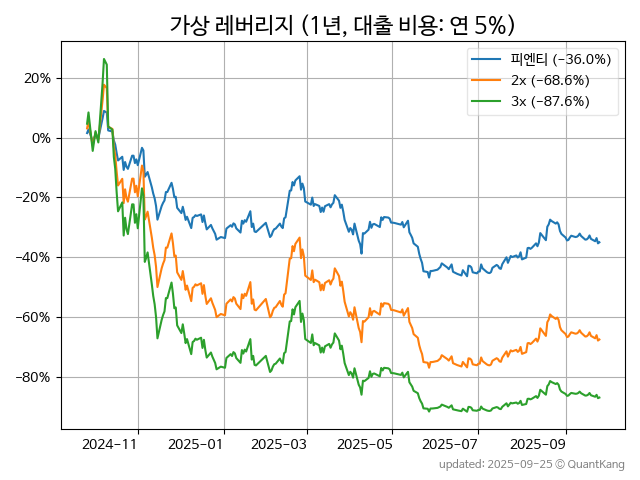 가상 레버리지 (1년, 대출 비용: 연 5%)
피엔티 (−36.0%)
2x (−68.6%)
3x (−87.6%)
20%
0%
−20%
−40%
−60%
−80%
2024−11 2025−01 2025−03 2025−05 2025−07 2025−09
updated: 2025-09-25 © QuantKang